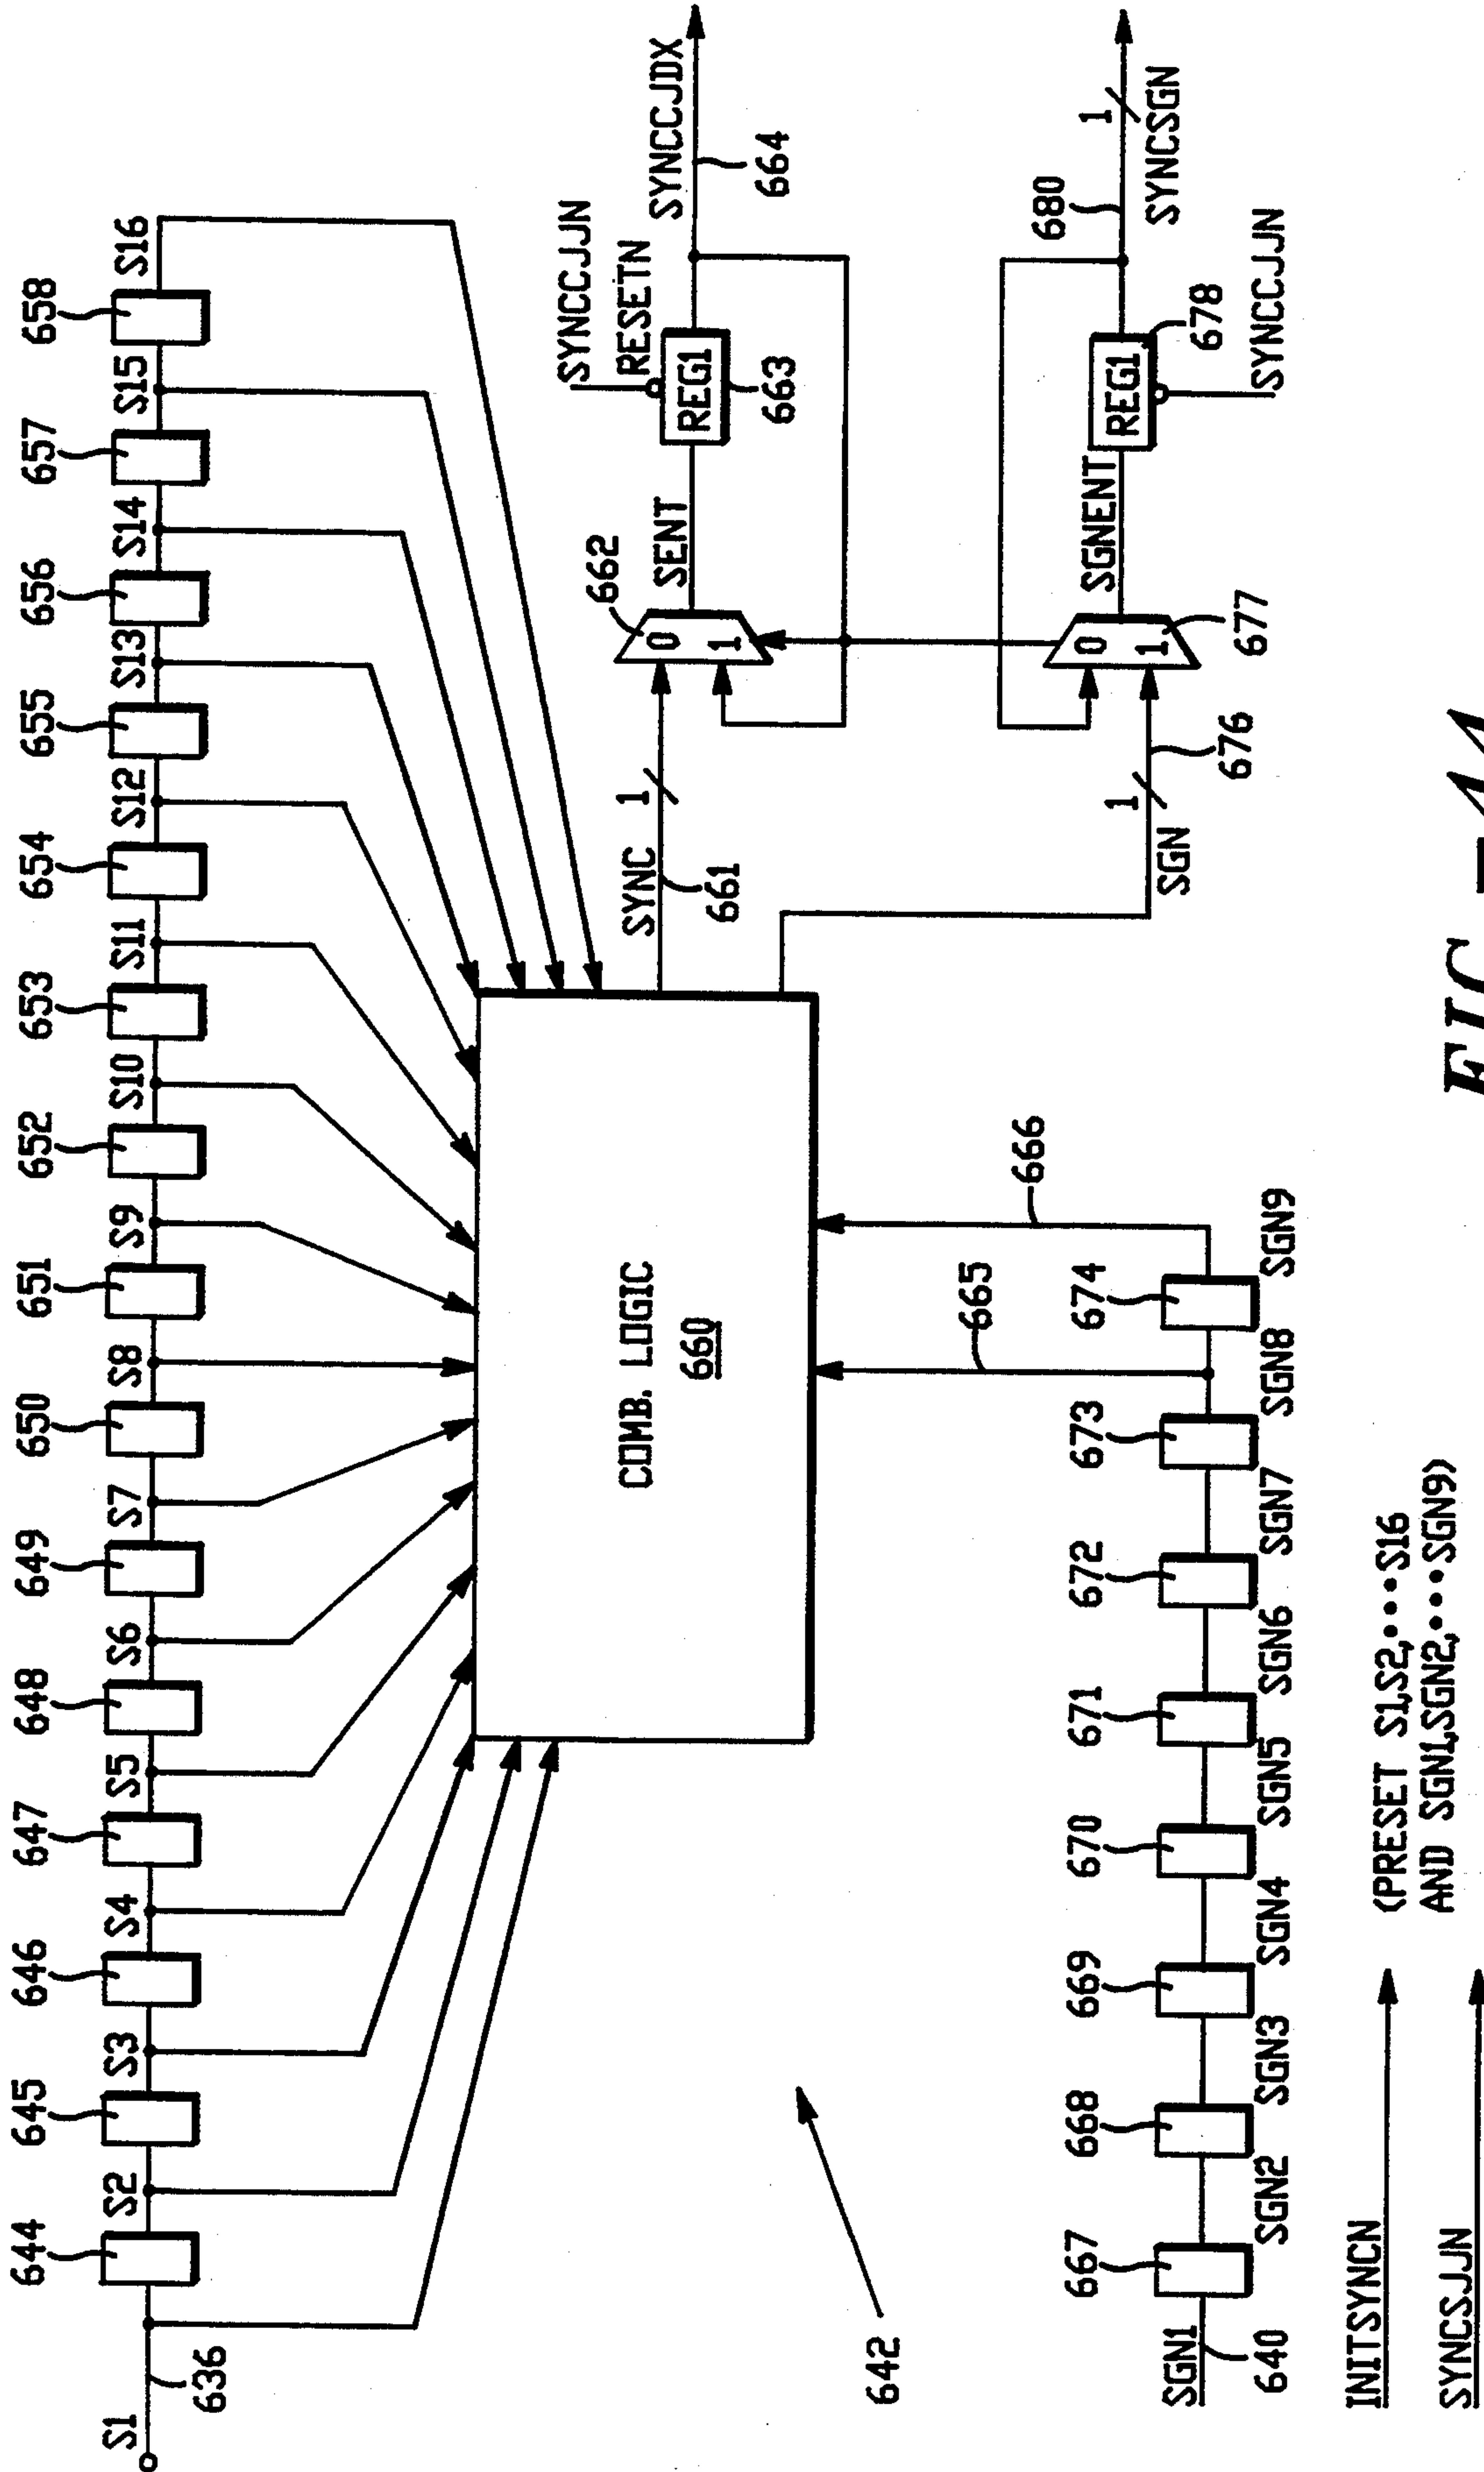 644 645 646 647 648 649 650 651 652 653 654 655 656 657 658
S1 S2 S3 S4 S5 S6 S7 S8 S9 S10 S11 S12 S13 S14 S15 S16
636
COMB. LOGIC
660
SYNC
1
661
662
0
1
SENT
SYNCCJJN
RESETN
REG1
663
SYNCCJDX
664
642
665
666
1
SGN
676
0
1
677
SGNENT
REG1
678
SYNCCJJN
680
1
SYNCSGN
667 668 669 670 671 672 673 674
SGN1 SGN2 SGN3 SGN4 SGN5 SGN6 SGN7 SGN8 SGN9
640
INITSYNCN
(PRESET S1,S2,•••S16
AND SGN1,SGN2,•••SGN9)
SYNCSJJN